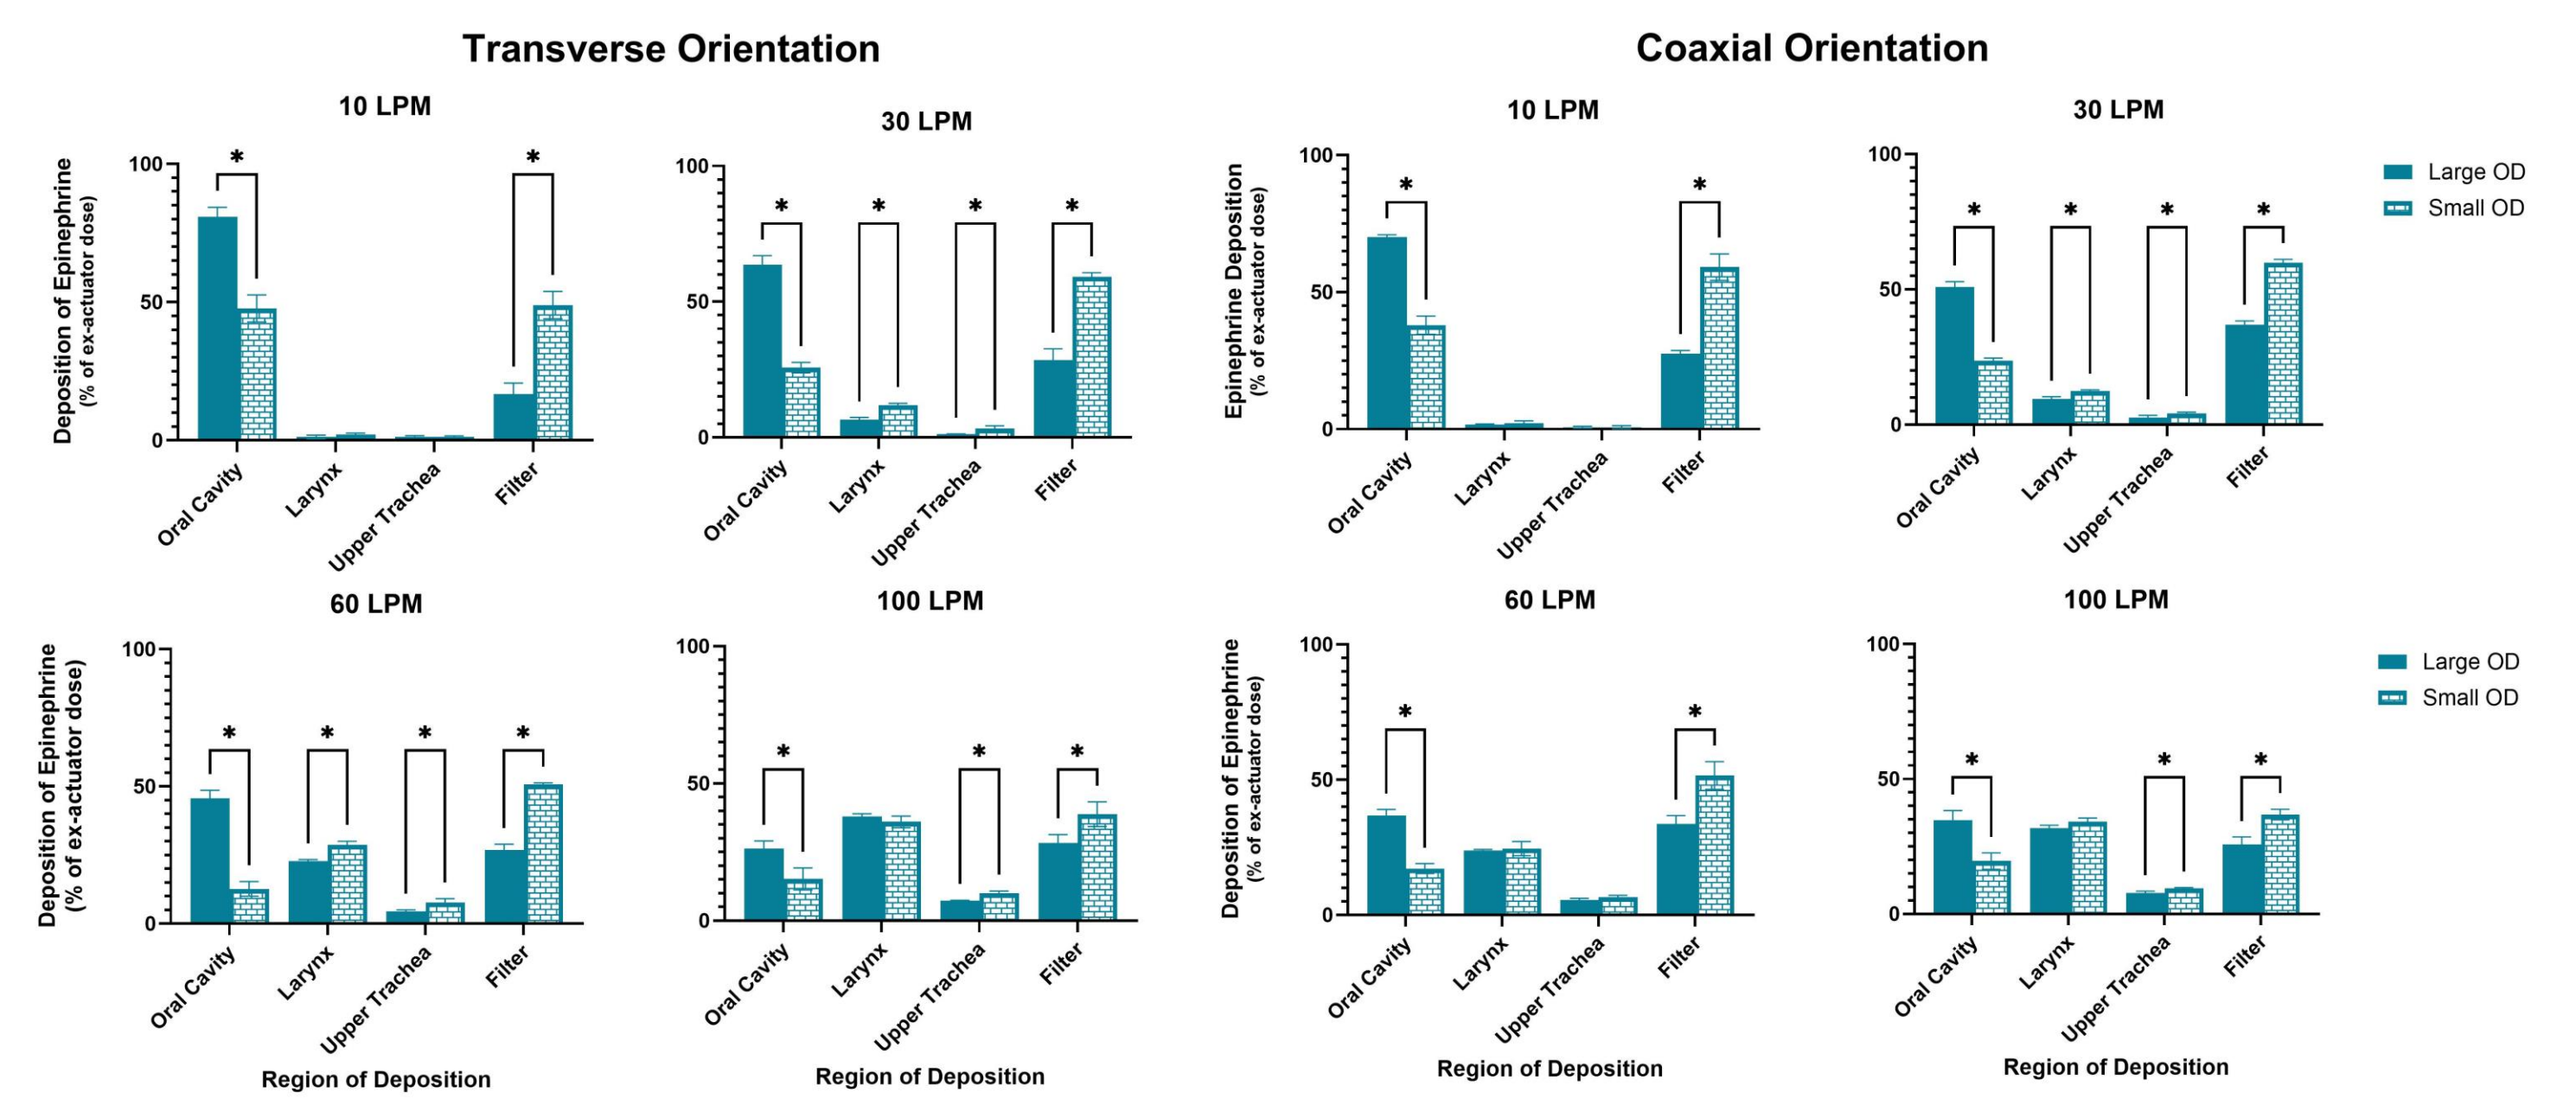 Transverse Orientation
Coaxial Orientation
10 LPM
Deposition of Epinephrine
(% of ex-actuator dose)
100
50
0
*
*
Oral Cavity
Larynx
Upper Trachea
Filter
30 LPM
100
50
0
*
*
*
*
Oral Cavity
Larynx
Upper Trachea
Filter
10 LPM
Epinephrine Deposition
(% of ex-actuator dose)
100
50
0
*
*
Oral Cavity
Larynx
Upper Trachea
Filter
30 LPM
100
50
0
*
*
*
*
Oral Cavity
Larynx
Upper Trachea
Filter
Large OD
Small OD
60 LPM
Deposition of Epinephrine
(% of ex-actuator dose)
100
50
0
*
*
*
*
Oral Cavity
Larynx
Upper Trachea
Filter
Region of Deposition
100 LPM
100
50
0
*
*
*
Oral Cavity
Larynx
Upper Trachea
Filter
Region of Deposition
60 LPM
Deposition of Epinephrine
(% of ex-actuator dose)
100
50
0
*
*
Oral Cavity
Larynx
Upper Trachea
Filter
Region of Deposition
100 LPM
100
50
0
*
*
*
Oral Cavity
Larynx
Upper Trachea
Filter
Region of Deposition
Large OD
Small OD